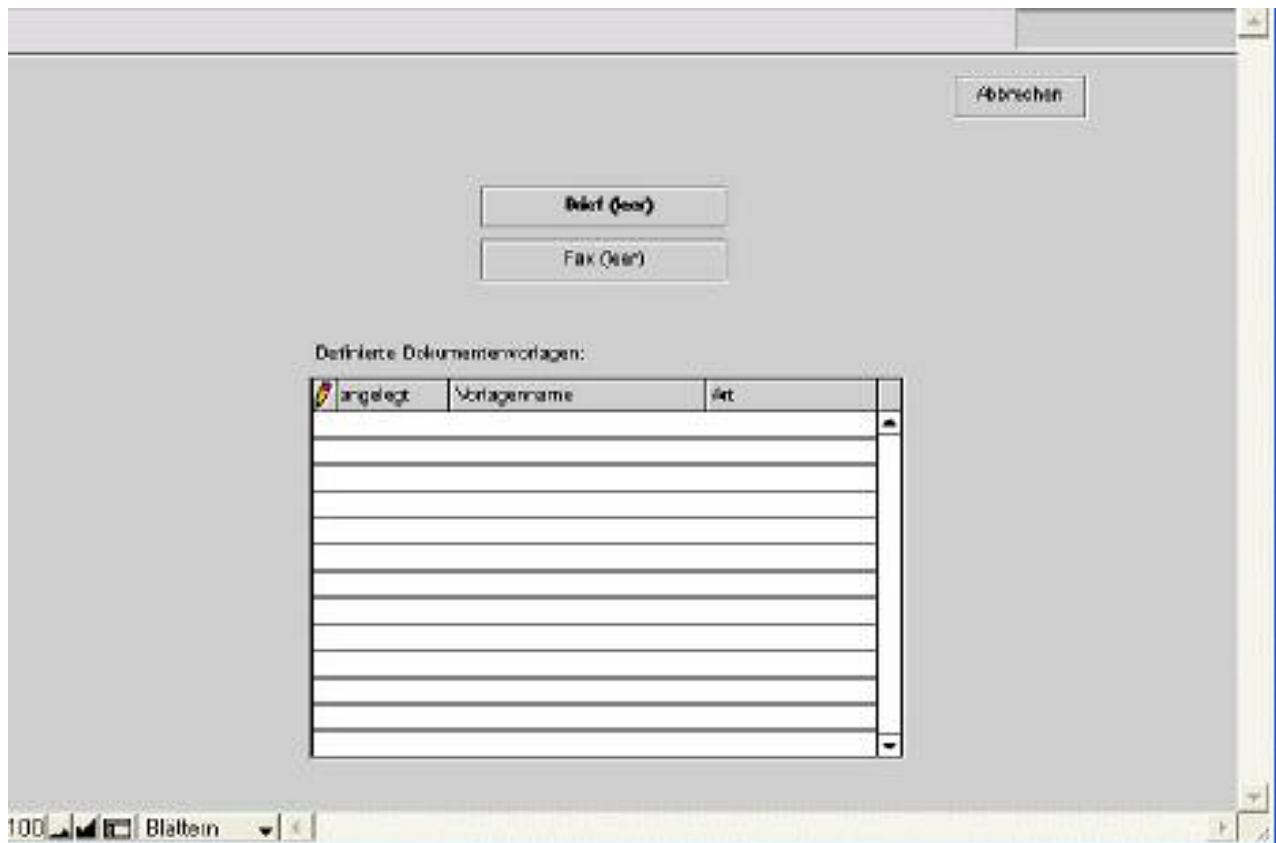 Abbrechen
Brief (leer)
Fax (leer)
Definierte Dokumentenvorlagen:
angelegt Vorlagenname Art
100 Blättern